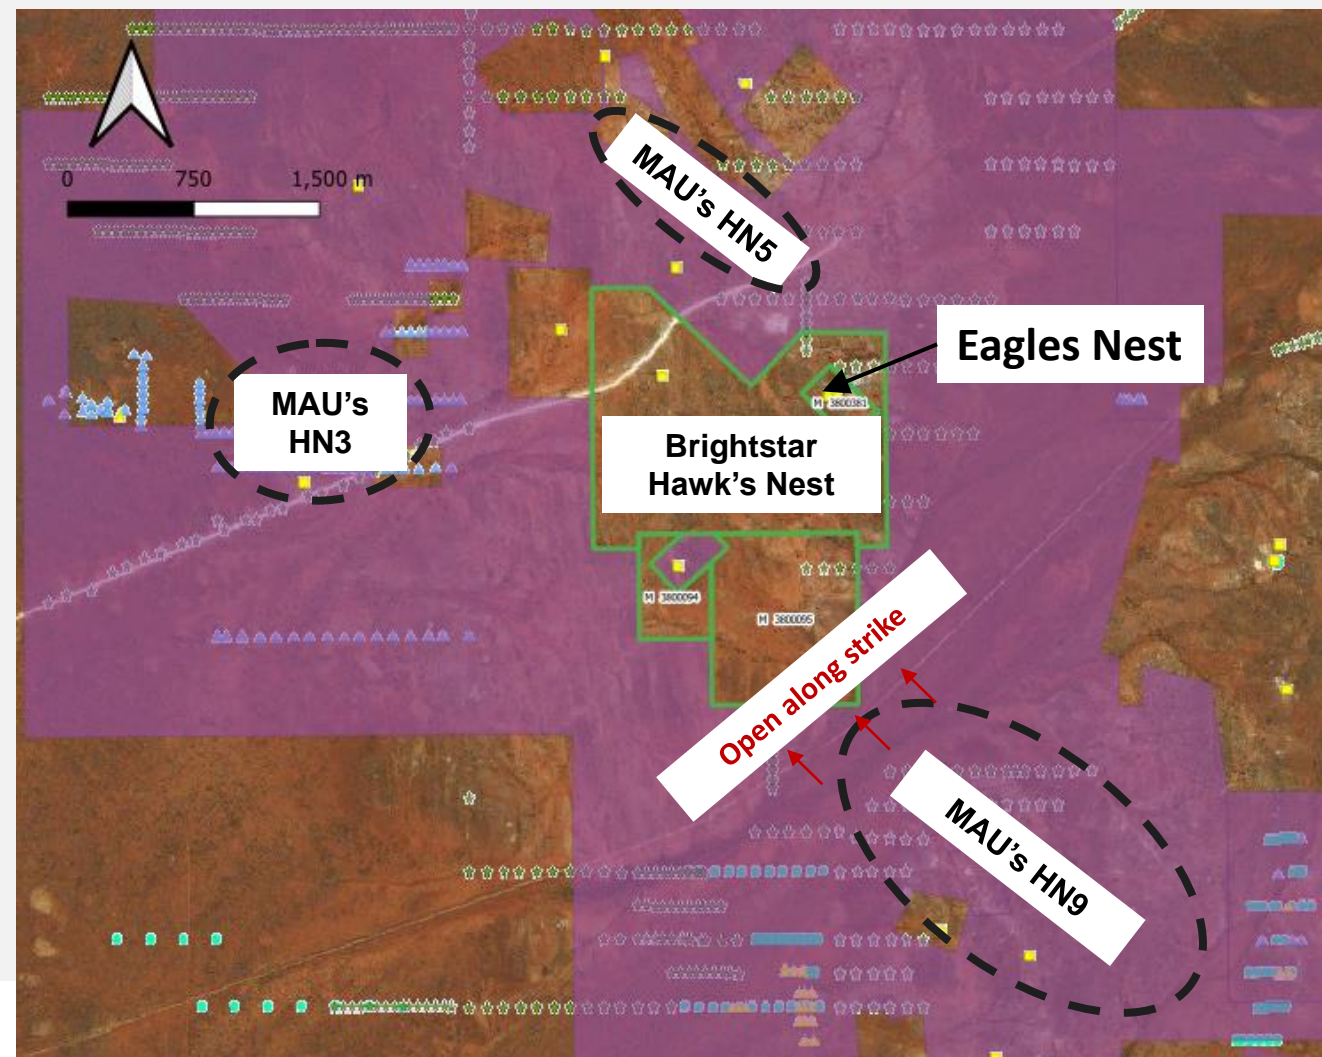 0 750 1,500 m
MAU's HN5
Eagles Nest
M 3800381
MAU's
HN3
Brightstar
Hawk's Nest
M 3800094
M 3800095
Open along strike
MAU's HN9